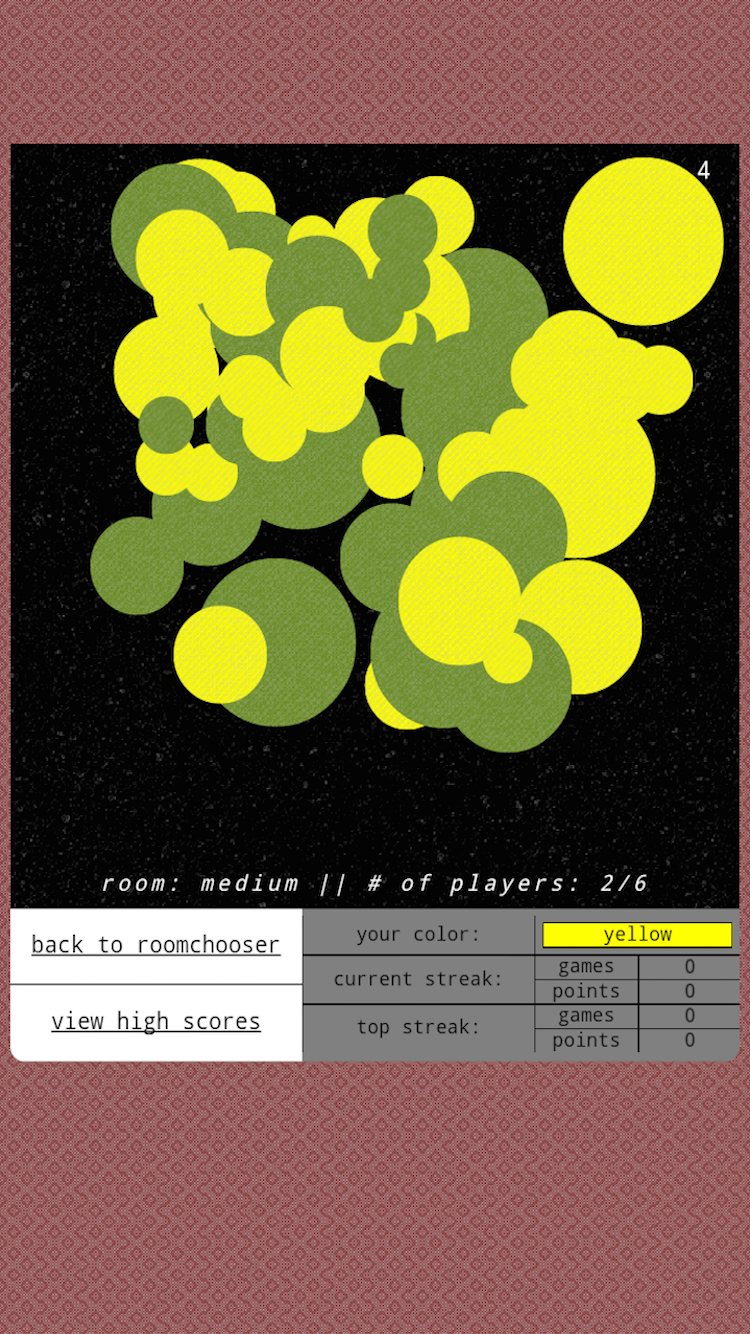 4
room: medium || # of players: 2/6
back to roomchooser
view high scores
your color: yellow
current streak: games 0
points 0
top streak: games 0
points 0